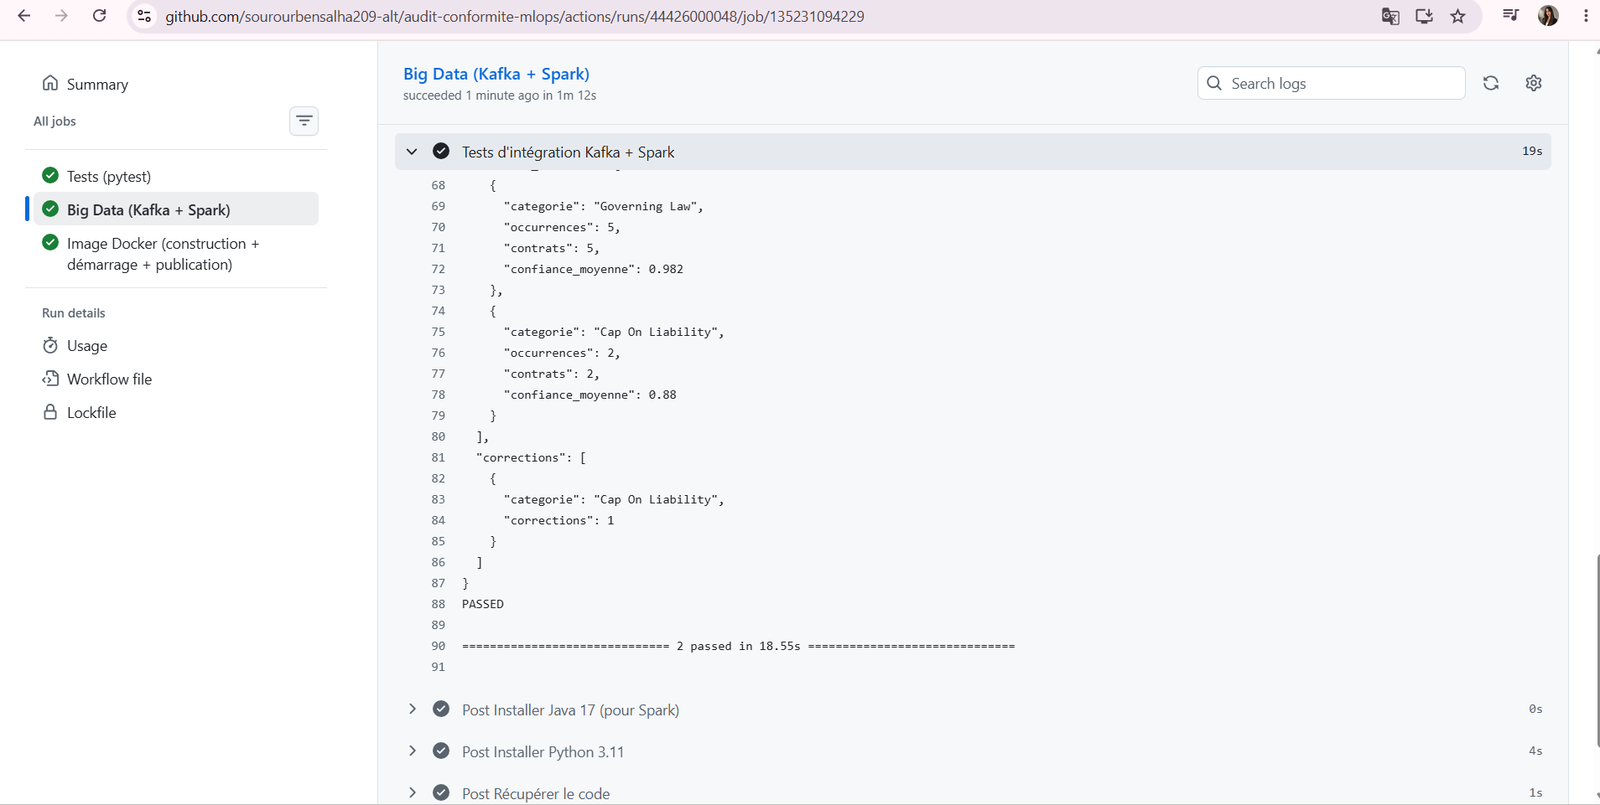 github.com/sourourbensalha209-alt/audit-conformite-mlops/actions/runs/44426000048/job/135231094229
Summary
All jobs
Tests (pytest)
Big Data (Kafka + Spark)
Image Docker (construction +
démarrage + publication)
Run details
Usage
Workflow file
Lockfile
Big Data (Kafka + Spark)
succeeded 1 minute ago in 1m 12s
Search logs
Tests d'intégration Kafka + Spark 19s
68 {
69 "categorie": "Governing Law",
70 "occurrences": 5,
71 "contrats": 5,
72 "confiance_moyenne": 0.982
73 },
74 {
75 "categorie": "Cap On Liability",
76 "occurrences": 2,
77 "contrats": 2,
78 "confiance_moyenne": 0.88
79 }
80 ],
81 "corrections": [
82 {
83 "categorie": "Cap On Liability",
84 "corrections": 1
85 }
86 ]
87 }
88 PASSED
89
90 ============================== 2 passed in 18.55s ==============================
91
Post Installer Java 17 (pour Spark) 0s
Post Installer Python 3.11 4s
Post Récupérer le code 1s